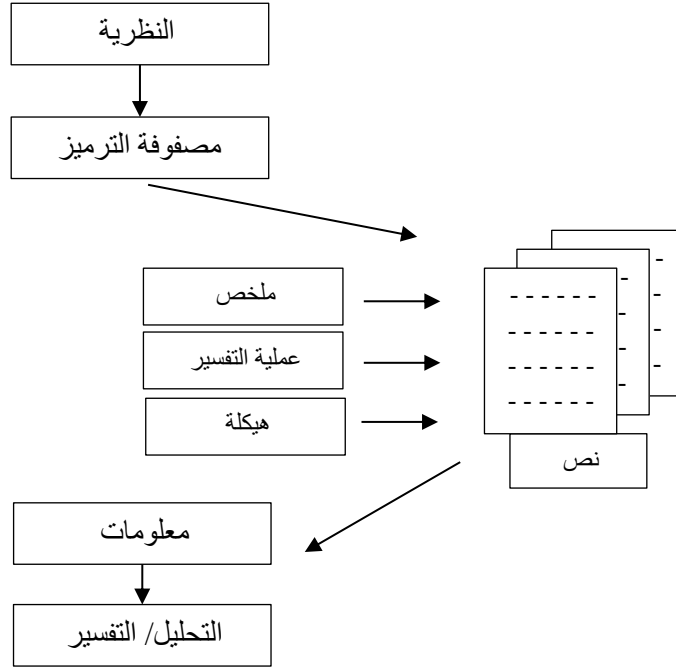 النظرية
مصفوفة الترميز
ملخص
عملية التفسير
هيكلة
نص
معلومات
التحليل/ التفسير